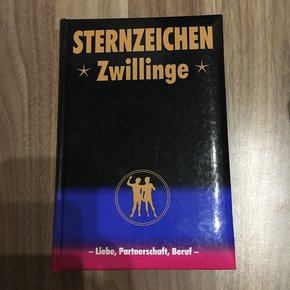 STERNZEICHEN
Zwillinge
– Liebe, Partnerschaft, Beruf –